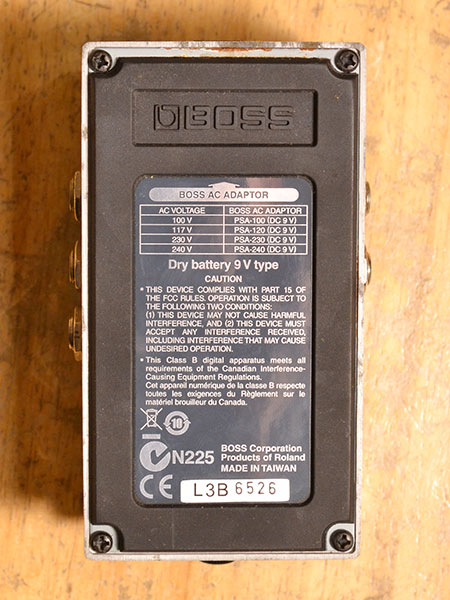 BOSS
BOSS AC ADAPTOR
AC VOLTAGE BOSS AC ADAPTOR
100 V PSA-100 (DC 9 V)
117 V PSA-120 (DC 9 V)
230 V PSA-230 (DC 9 V)
240 V PSA-240 (DC 9 V)
Dry battery 9 V type
CAUTION
• THIS DEVICE COMPLIES WITH PART 15 OF
THE FCC RULES. OPERATION IS SUBJECT TO
THE FOLLOWING TWO CONDITIONS:
(1) THIS DEVICE MAY NOT CAUSE HARMFUL
INTERFERENCE, AND (2) THIS DEVICE MUST
ACCEPT ANY INTERFERENCE RECEIVED,
INCLUDING INTERFERENCE THAT MAY CAUSE
UNDESIRED OPERATION.
• This Class B digital apparatus meets all
requirements of the Canadian Interference-
Causing Equipment Regulations.
Cet appareil numérique de la classe B respecte
toutes les exigences du Règlement sur le
matériel brouilleur du Canada.
10
N225
BOSS Corporation
Products of Roland
MADE IN TAIWAN
CE
L3B 6526